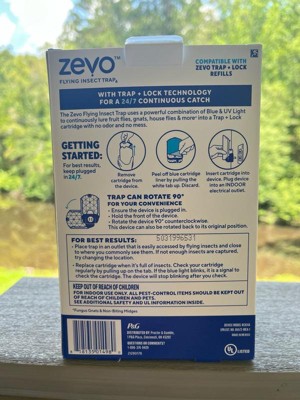 zevo™
FLYING INSECT TRAP
COMPATIBLE WITH
ZEVO TRAP + LOCK
REFILLS
WITH TRAP + LOCK TECHNOLOGY
FOR A 24/7 CONTINUOUS CATCH
The Zevo Flying Insect Trap uses a powerful combination of Blue & UV Light
to continuously lure fruit flies, gnats, house flies & more* into a Trap + Lock
cartridge with no odor and no mess.
GETTING
STARTED:
For best results,
keep plugged
in 24/7.
Remove
cartridge from
the device.
Peel off blue cartridge
liner by pulling the
white tab up. Discard.
Insert cartridge into
device. Plug device
into an INDOOR
electrical outlet.
TRAP CAN ROTATE 90°
FOR YOUR CONVENIENCE
- Ensure the device is plugged in.
- Hold the front of the device.
- Rotate the device 90° counterclockwise.
This device can also be rotated back to its original position.
FOR BEST RESULTS:
- Place trap in an outlet that is easily accessed by flying insects and close
to where you commonly see them. If not enough insects are captured,
try changing the location.
- Replace cartridge when it's full of insects. Check your cartridge
regularly by pulling up on the tab. If the blue light blinks, it is a signal to
check the cartridge. The device will stop blinking after you check.
KEEP OUT OF REACH OF CHILDREN
FOR INDOOR USE ONLY. ALL PEST-CONTROL ITEMS SHOULD BE KEPT OUT
OF REACH OF CHILDREN AND PETS.
SEE ADDITIONAL SAFETY AND UL INFORMATION INSIDE.
*Fungus Gnats & Non-Biting Midges
P&G
QUESTIONS OR COMMENTS?
UL LISTED